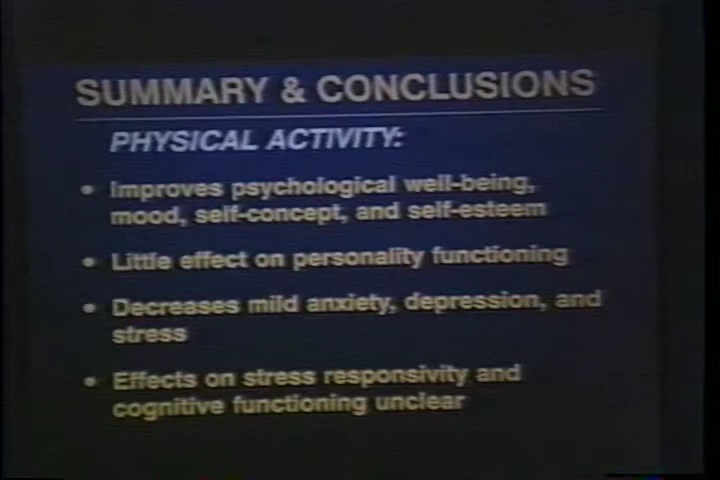 SUMMARY & CONCLUSIONS
PHYSICAL ACTIVITY:
• Improves psychological well-being,
mood, self-concept, and self-esteem
• Little effect on personality functioning
• Decreases mild anxiety, depression, and
stress
• Effects on stress responsivity and
cognitive functioning unclear